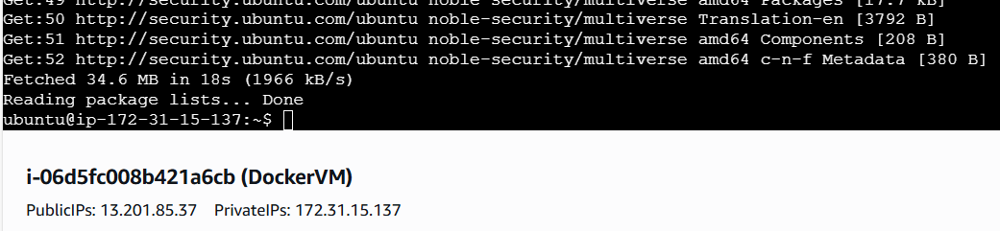 Get:49 http://security.ubuntu.com/ubuntu noble-security/multiverse amd64 Packages [17.7 kB]
Get:50 http://security.ubuntu.com/ubuntu noble-security/multiverse Translation-en [3792 B]
Get:51 http://security.ubuntu.com/ubuntu noble-security/multiverse amd64 Components [208 B]
Get:52 http://security.ubuntu.com/ubuntu noble-security/multiverse amd64 c-n-f Metadata [380 B]
Fetched 34.6 MB in 18s (1966 kB/s)
Reading package lists... Done
ubuntu@ip-172-31-15-137:~$
i-06d5fc008b421a6cb (DockerVM)
PublicIPs: 13.201.85.37 PrivateIPs: 172.31.15.137